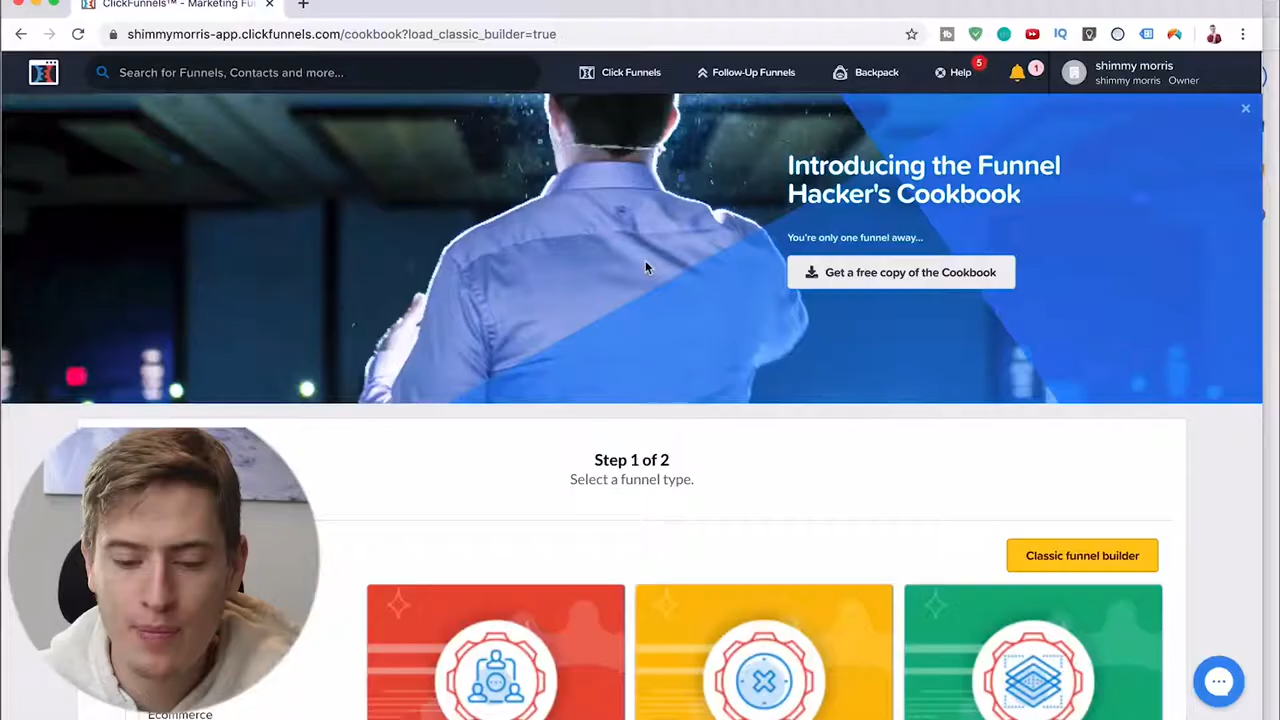 ClickFunnels™ - Marketing Fu
shimmymorris-app.clickfunnels.com/cookbook?load_classic_builder=true
Search for Funnels, Contacts and more...
Click Funnels
Follow-Up Funnels
Backpack
Help
5
1
shimmy morris
shimmy morris Owner
Introducing the Funnel
Hacker's Cookbook
You're only one funnel away...
Get a free copy of the Cookbook
Step 1 of 2
Select a funnel type.
Classic funnel builder
Ecommerce